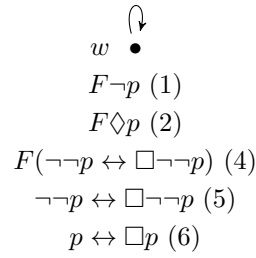 w
F¬p (1)
F◊p (2)
F(¬¬p ↔ □¬¬p) (4)
¬¬p ↔ □¬¬p (5)
p ↔ □p (6)